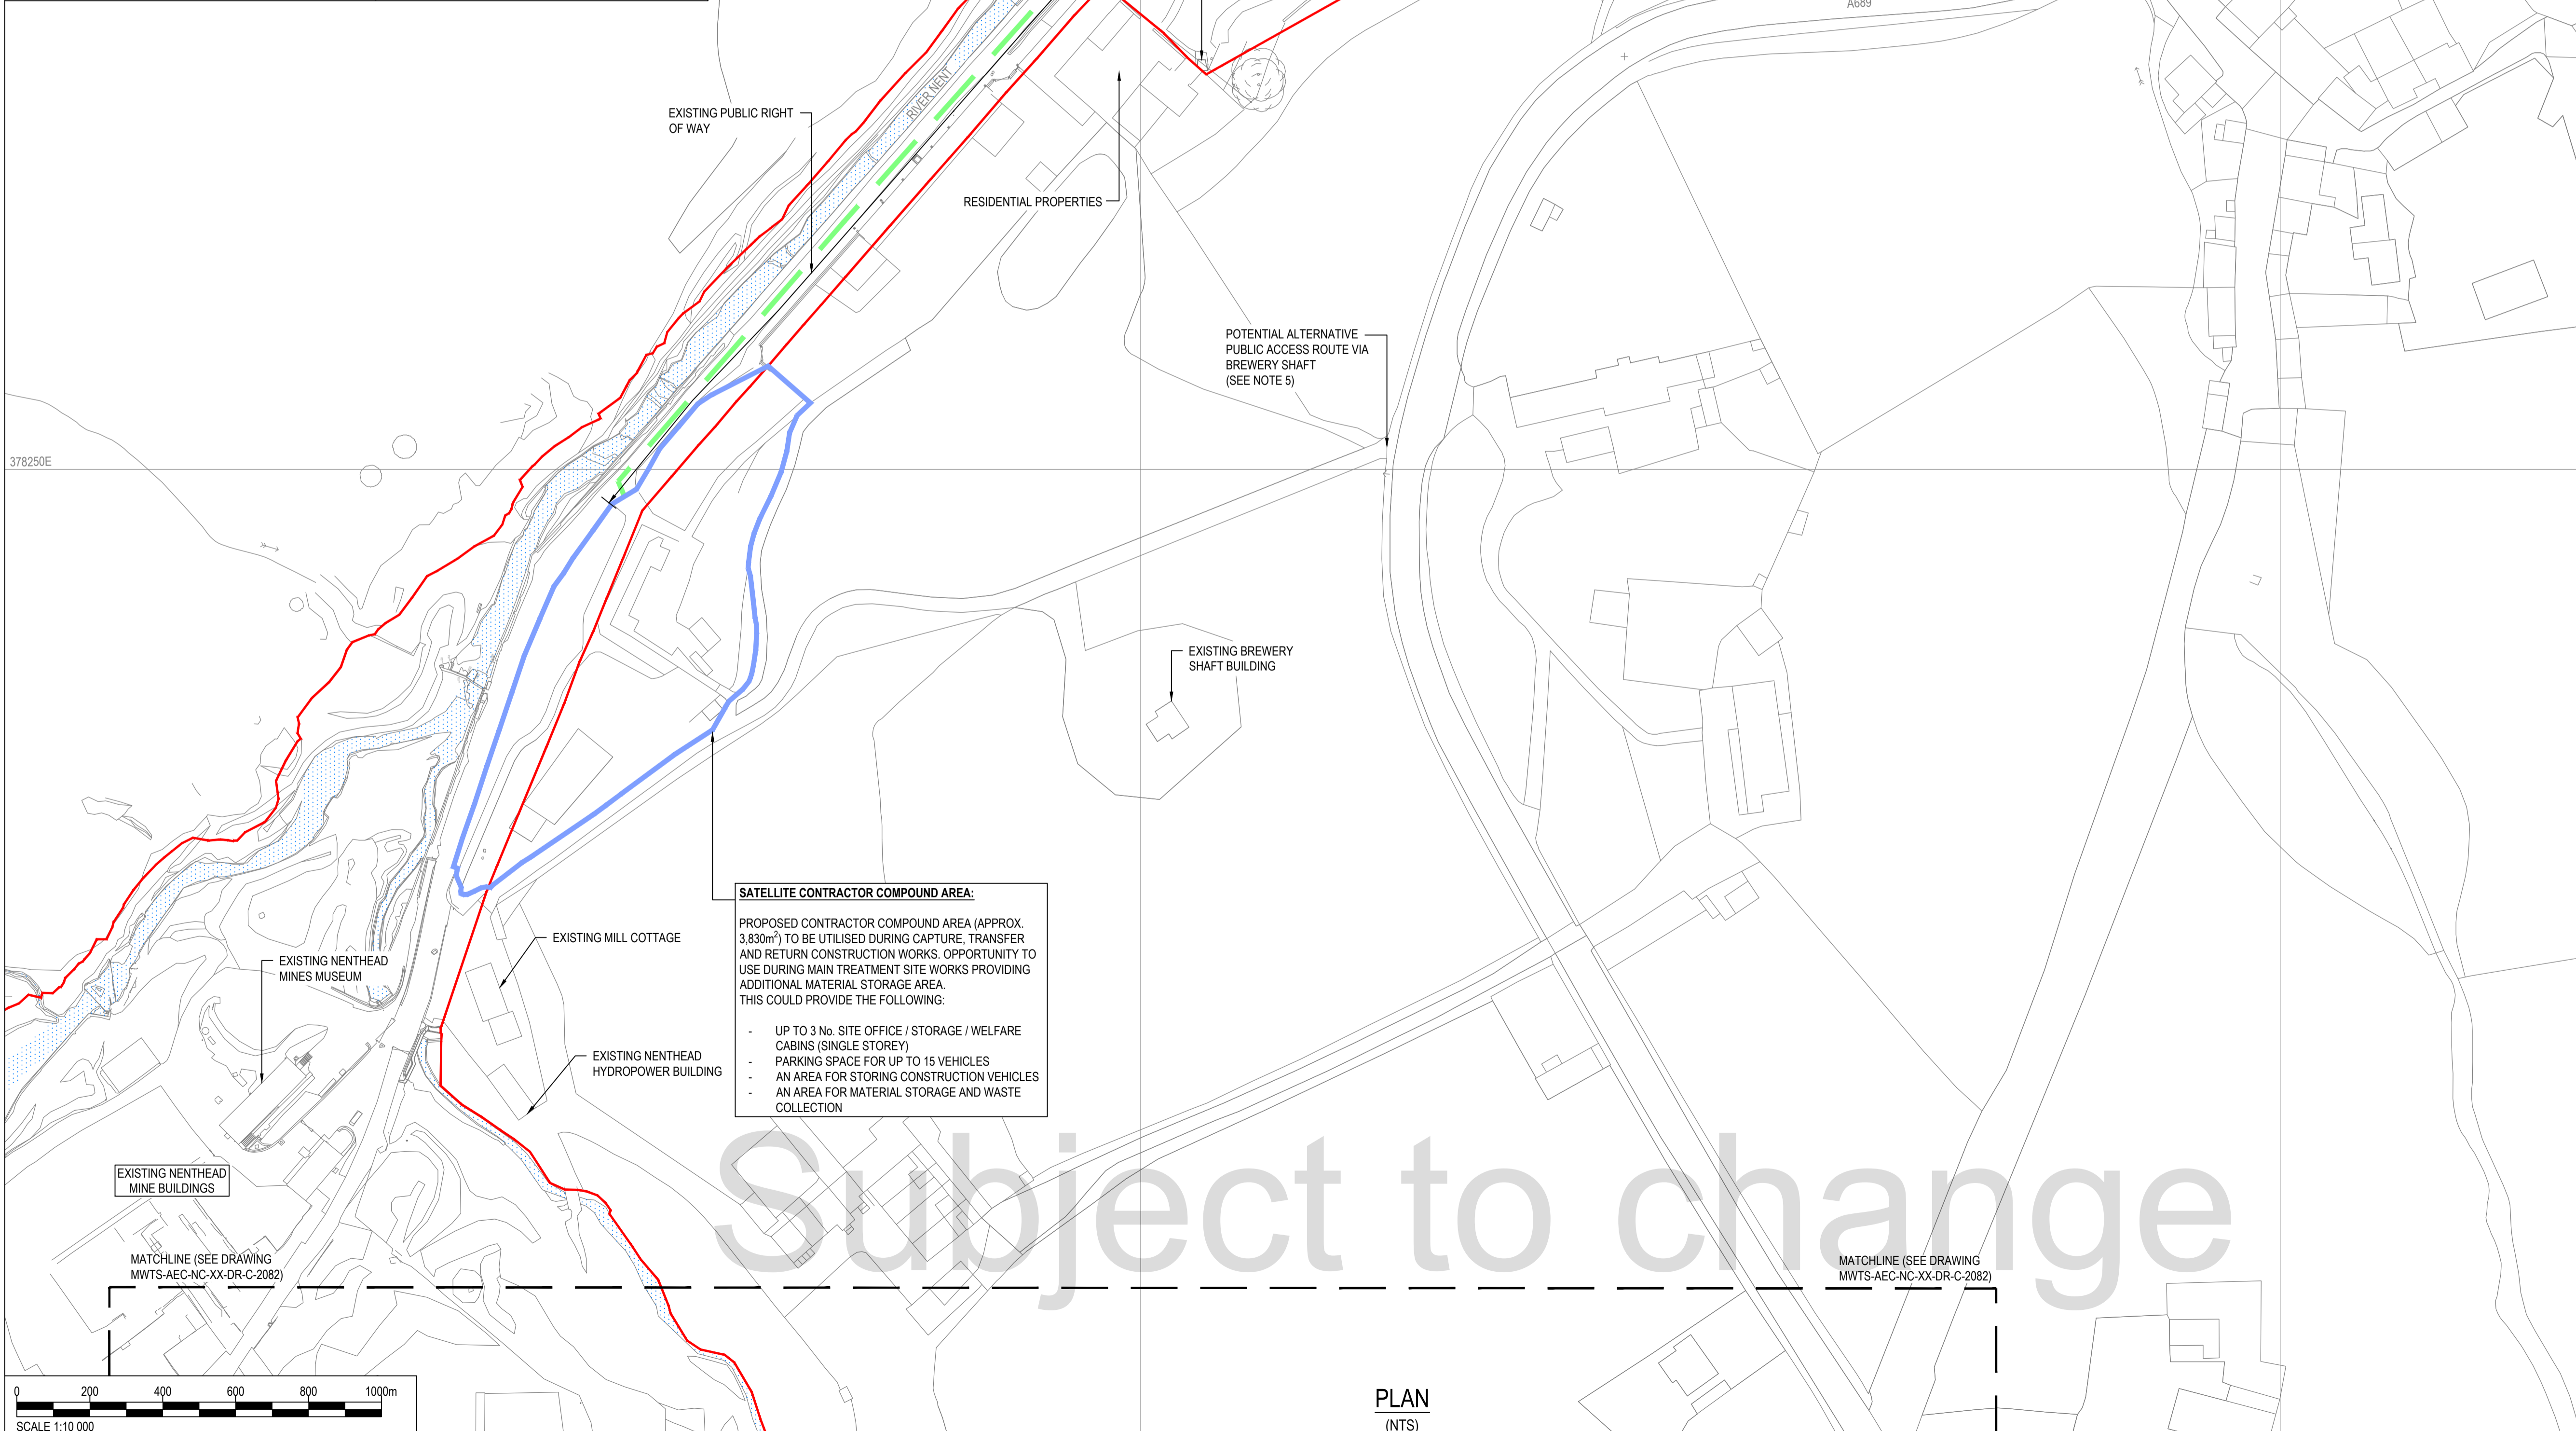 A689
RIVER NENT
EXISTING PUBLIC RIGHT
OF WAY
RESIDENTIAL PROPERTIES
POTENTIAL ALTERNATIVE
PUBLIC ACCESS ROUTE VIA
BREWERY SHAFT
(SEE NOTE 5)
378250E
EXISTING BREWERY
SHAFT BUILDING
SATELLITE CONTRACTOR COMPOUND AREA:
PROPOSED CONTRACTOR COMPOUND AREA (APPROX.
3,830m²) TO BE UTILISED DURING CAPTURE, TRANSFER
AND RETURN CONSTRUCTION WORKS. OPPORTUNITY TO
USE DURING MAIN TREATMENT SITE WORKS PROVIDING
ADDITIONAL MATERIAL STORAGE AREA.
THIS COULD PROVIDE THE FOLLOWING:
- UP TO 3 No. SITE OFFICE / STORAGE / WELFARE
CABINS (SINGLE STOREY)
- PARKING SPACE FOR UP TO 15 VEHICLES
- AN AREA FOR STORING CONSTRUCTION VEHICLES
- AN AREA FOR MATERIAL STORAGE AND WASTE
COLLECTION
EXISTING MILL COTTAGE
EXISTING NENTHEAD
MINES MUSEUM
EXISTING NENTHEAD
HYDROPOWER BUILDING
EXISTING NENTHEAD
MINE BUILDINGS
Subject to change
MATCHLINE (SEE DRAWING
MWTS-AEC-NC-XX-DR-C-2082)
MATCHLINE (SEE DRAWING
MWTS-AEC-NC-XX-DR-C-2082)
0 200 400 600 800 1000m
SCALE 1:10 000
PLAN
(NTS)